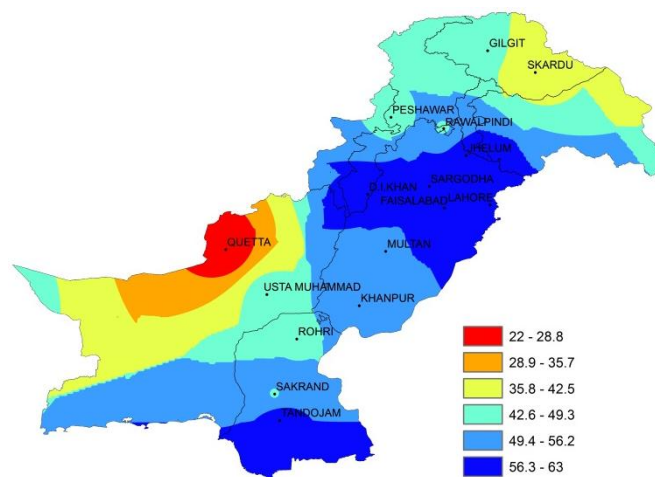 GILGIT
SKARDU
PESHAWAR
RAWALPINDI
JHELUM
D.I.KHAN
SARGODHA
FAISALABAD
LAHORE
QUETTA
MULTAN
USTA MUHAMMAD
KHANPUR
ROHRI
SAKRAND
TANDOJAM
22 - 28.8
28.9 - 35.7
35.8 - 42.5
42.6 - 49.3
49.4 - 56.2
56.3 - 63